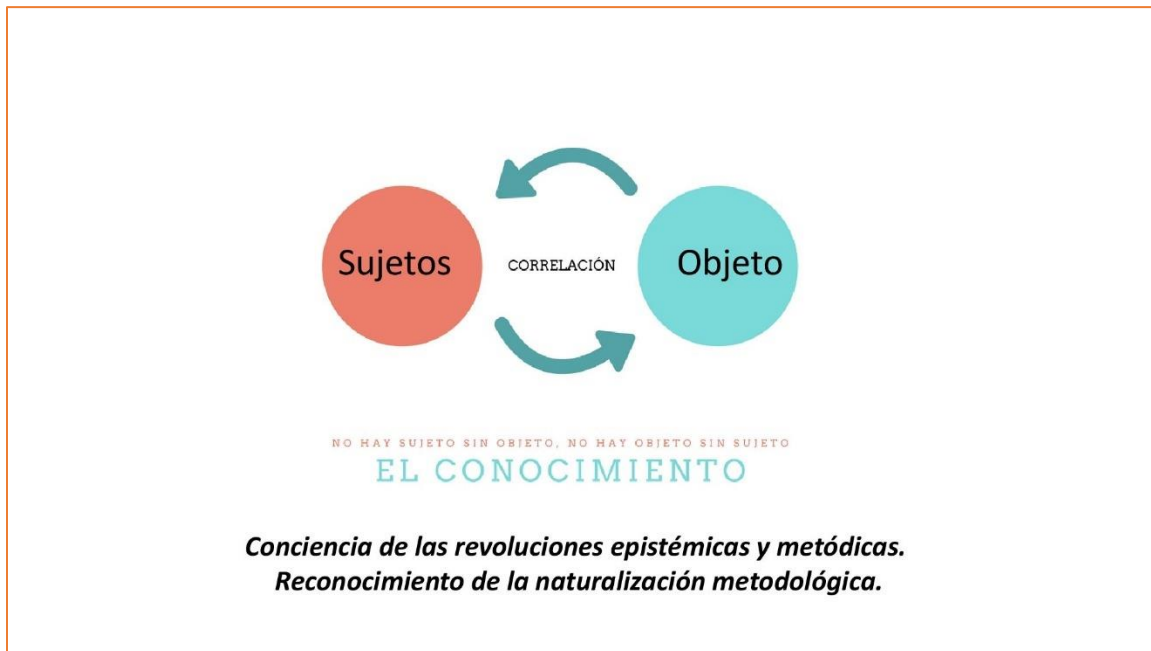 Sujetos
CORRELACIÓN
Objeto
NO HAY SUJETO SIN OBJETO, NO HAY OBJETO SIN SUJETO
EL CONOCIMIENTO
Conciencia de las revoluciones epistémicas y metódicas.
Reconocimiento de la naturalización metodológica.